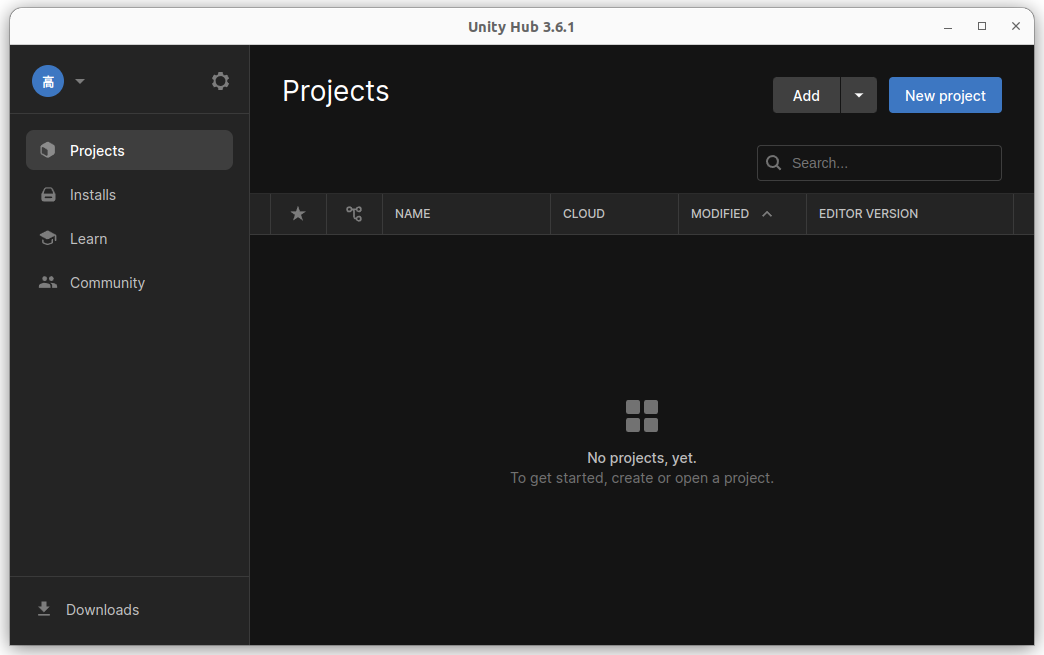 Unity Hub 3.6.1
高
Projects
Installs
Learn
Community
Downloads
Projects
Add
New project
Search...
NAME CLOUD MODIFIED EDITOR VERSION
No projects, yet.
To get started, create or open a project.